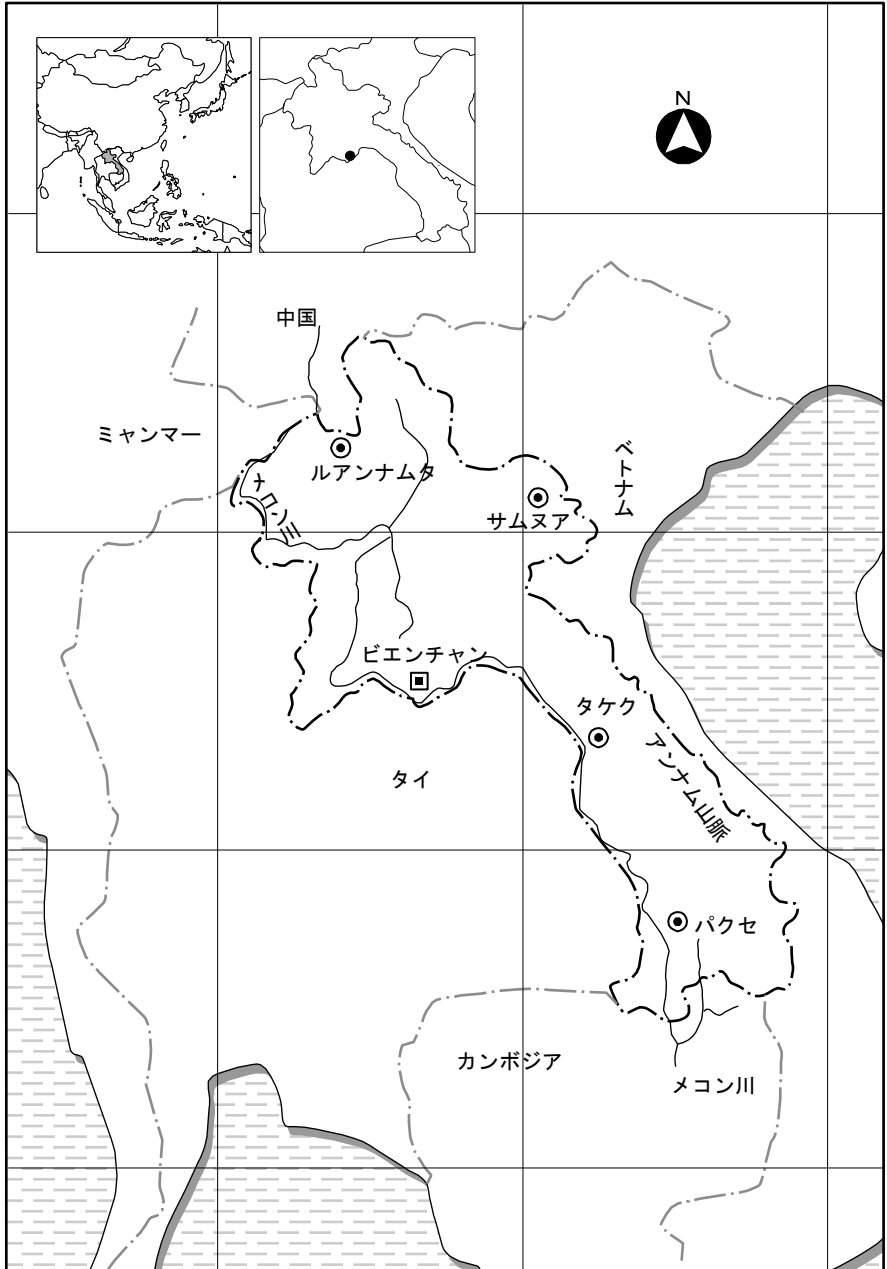 N
中国
ミャンマー
ルアンナムタ
メコン川
サムヌア
ベトナム
ビエンチャン
タケク
アンナム山脈
タイ
パクセ
カンボジア
メコン川